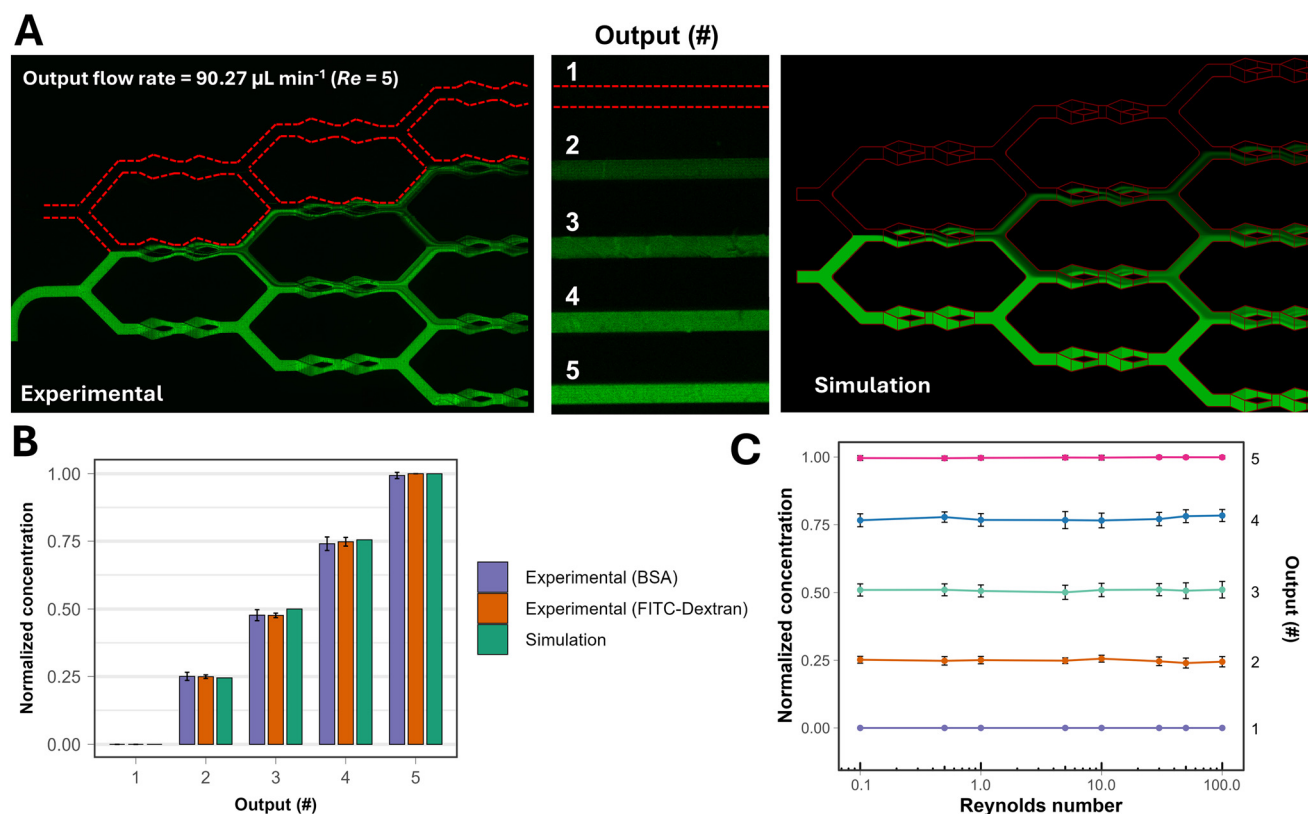 A
Output (#)
Output flow rate = 90.27 µL min⁻¹ (Re = 5)
1
2
3
4
5
Experimental
Simulation
B
Normalized concentration
1.00
0.75
0.50
0.25
0.00
1 2 3 4 5
Output (#)
Experimental (BSA)
Experimental (FITC-Dextran)
Simulation
C
Normalized concentration
1.00
0.75
0.50
0.25
0.00
5
4
3
2
1
Output (#)
0.1 1.0 10.0 100.0
Reynolds number